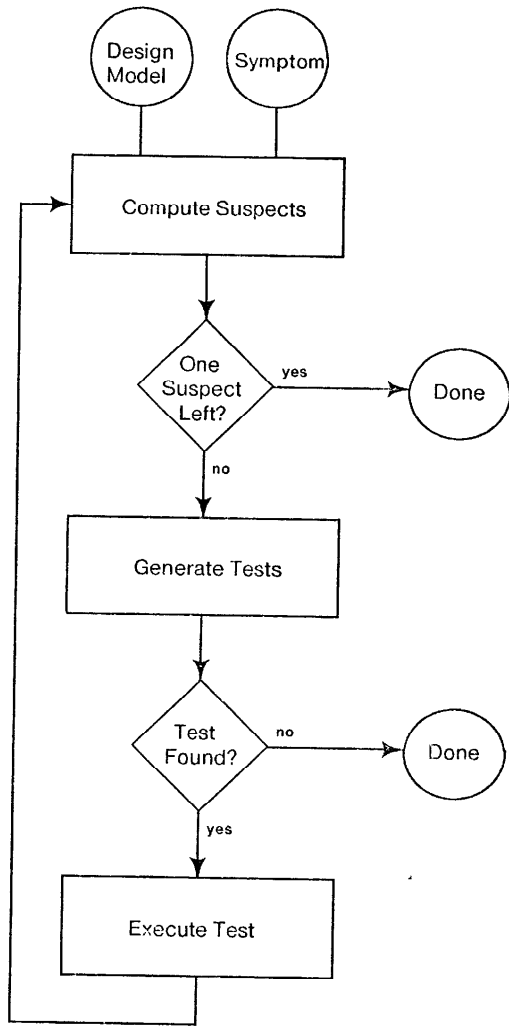 Design
Model
Symptom
Compute Suspects
One
Suspect
Left?
yes
Done
no
Generate Tests
Test
Found?
no
Done
yes
Execute Test